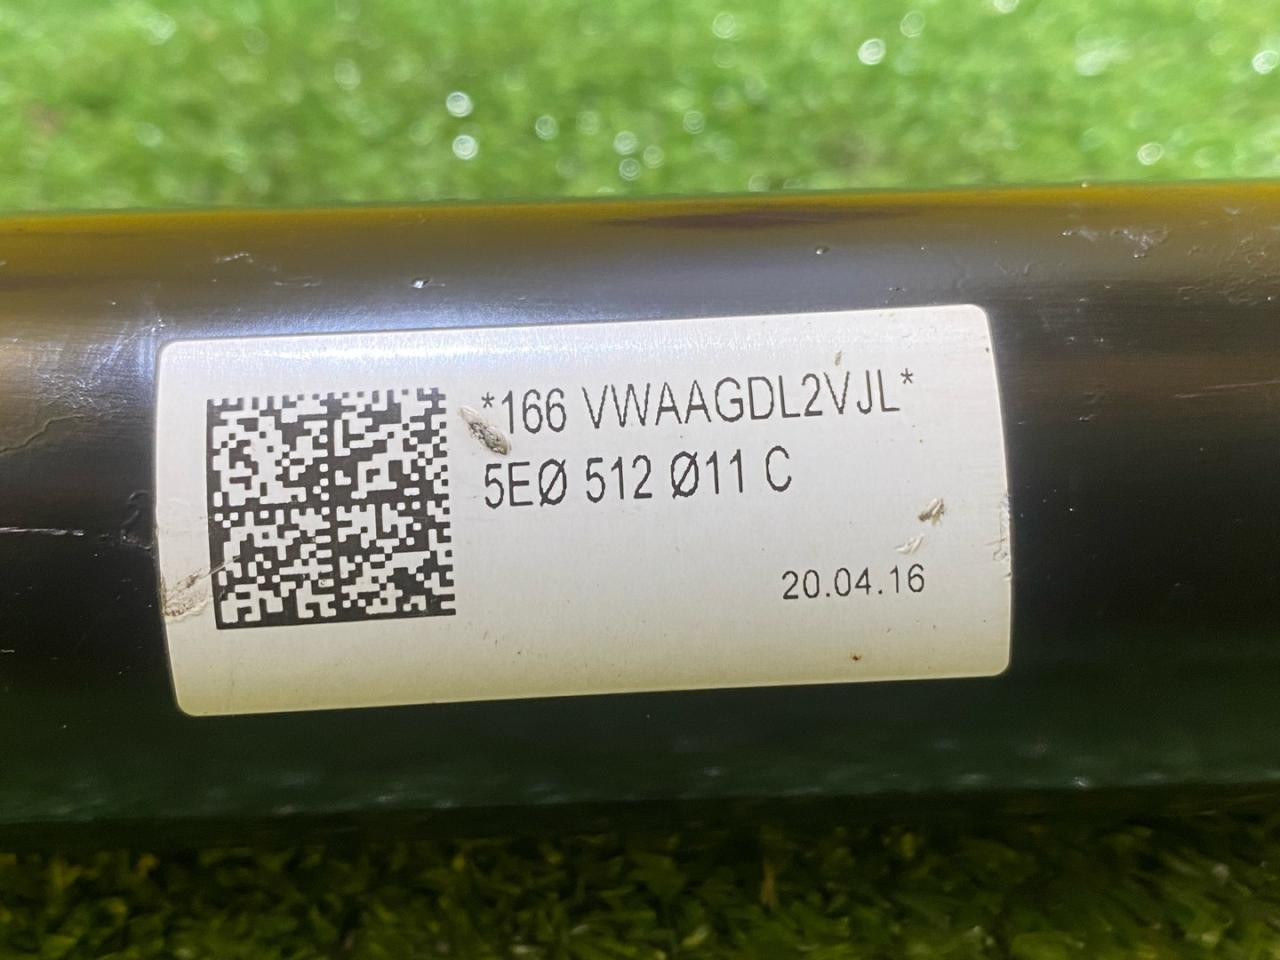 *166 VWAAGDL2VJL*
5EØ 512 Ø11 C
20.04.16